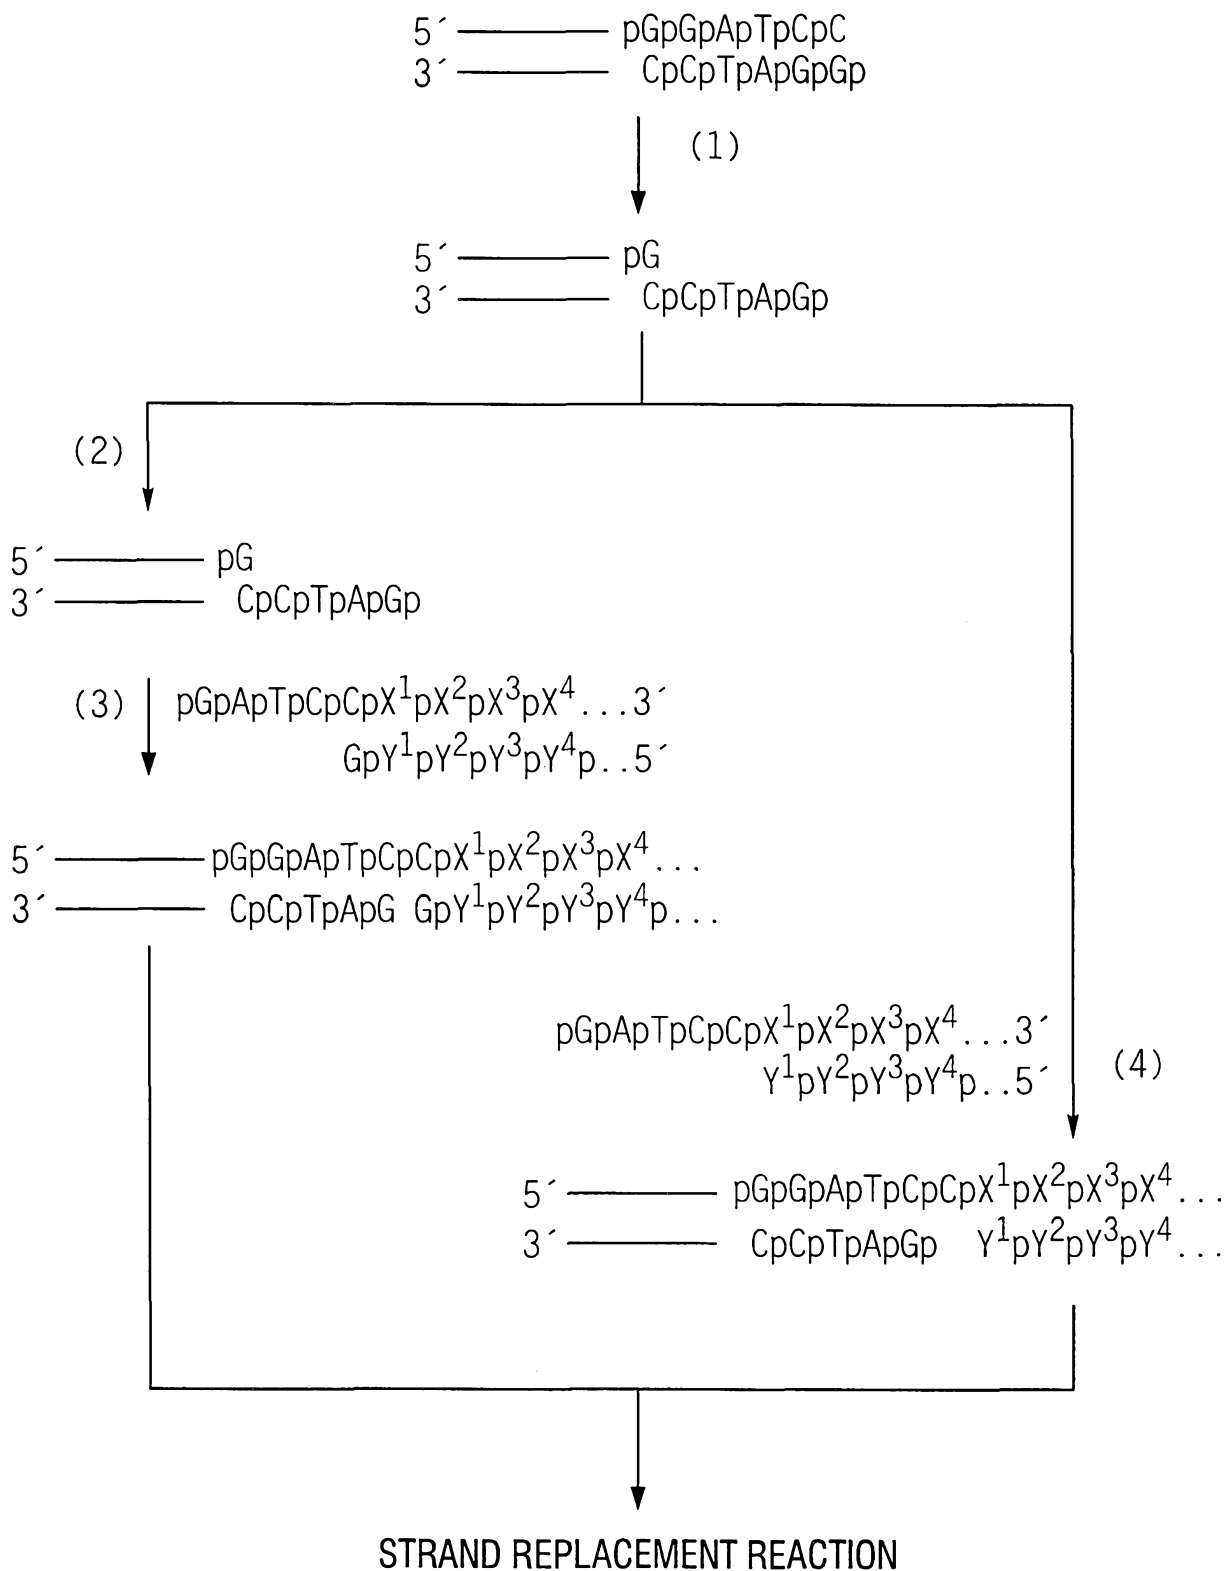 5´ pGpGpApTpCpC
3´ CpCpTpApGpGp
(1)
5´ pG
3´ CpCpTpApGp
(2)
5´ pG
3´ CpCpTpApGp
(3) pGpApTpCpCpX¹pX²pX³pX⁴...3´
GpY¹pY²pY³pY⁴p..5´
5´ pGpGpApTpCpCpX¹pX²pX³pX⁴...
3´ CpCpTpApG GpY¹pY²pY³pY⁴p...
pGpApTpCpCpX¹pX²pX³pX⁴...3´
Y¹pY²pY³pY⁴p..5´
(4)
5´ pGpGpApTpCpCpX¹pX²pX³pX⁴...
3´ CpCpTpApGp Y¹pY²pY³pY⁴...
STRAND REPLACEMENT REACTION